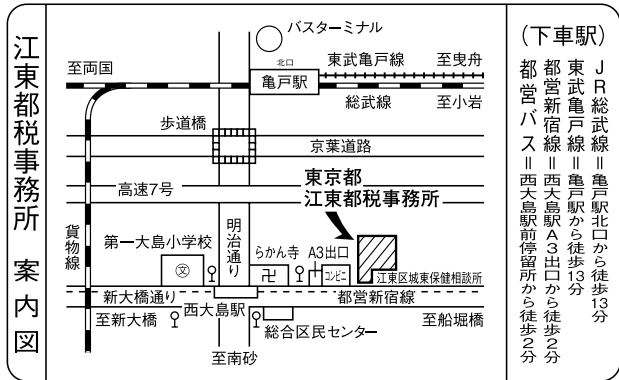 江東都税事務所 案内図
バスターミナル
北口
東武亀戸線
至曳舟
至両国
亀戸駅
総武線
至小岩
歩道橋
京葉道路
東京都
江東都税事務所
高速7号
貨物線
明治通り
第一大島小学校
文
らかん寺
卍
A3出口
コンビニ
江東区城東保健相談所
新大橋通り
都営新宿線
西大島駅
至新大橋
総合区民センター
至船堀橋
至南砂
(下車駅)
JR総武線=亀戸駅北口から徒歩13分
東武亀戸線=亀戸駅から徒歩13分
都営新宿線=西大島駅A3出口から徒歩2分
都営バス=西大島駅前停留所から徒歩2分